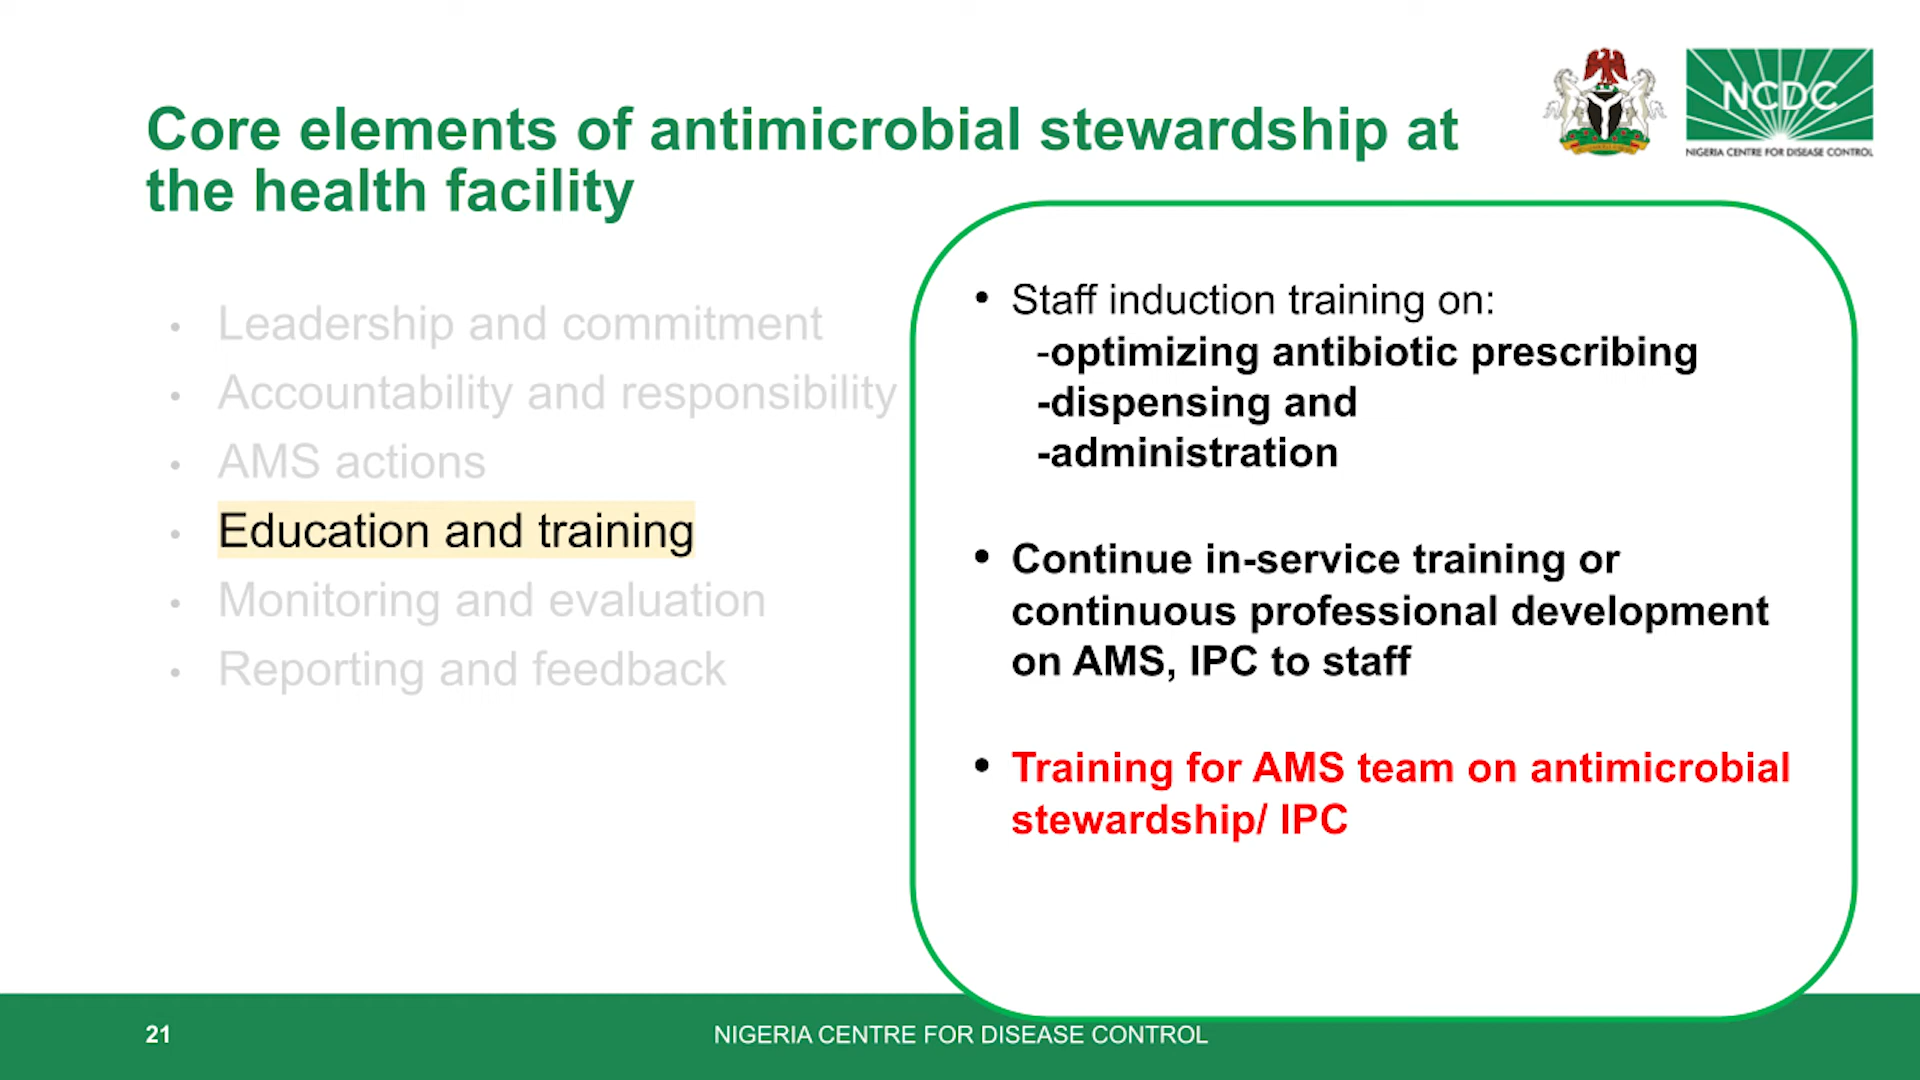 NCDC
NIGERIA CENTRE FOR DISEASE CONTROL
Core elements of antimicrobial stewardship at
the health facility
• Leadership and commitment
• Accountability and responsibility
• AMS actions
• Education and training
• Monitoring and evaluation
• Reporting and feedback
• Staff induction training on:
-optimizing antibiotic prescribing
-dispensing and
-administration
• Continue in-service training or
continuous professional development
on AMS, IPC to staff
• Training for AMS team on antimicrobial
stewardship/ IPC
21
NIGERIA CENTRE FOR DISEASE CONTROL